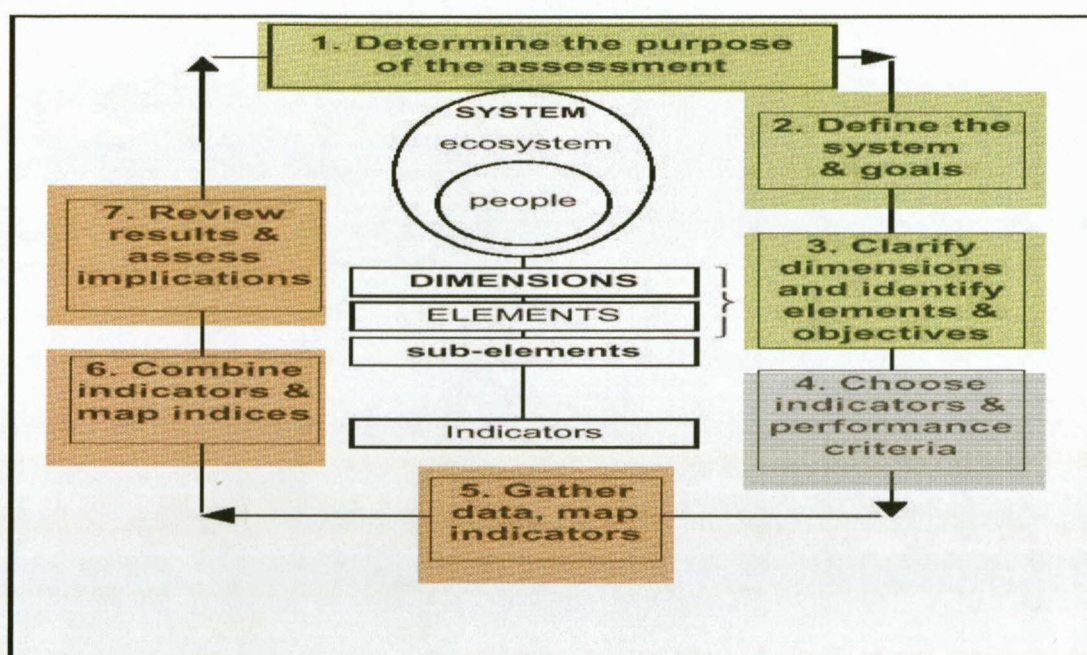 1. Determine the purpose
of the assessment
2. Define the
system
& goals
3. Clarify
dimensions
and identify
elements &
objectives
4. Choose
indicators &
performance
criteria
5. Gather
data, map
indicators
6. Combine
indicators &
map indices
7. Review
results &
assess
implications
SYSTEM
ecosystem
people
DIMENSIONS
ELEMENTS
sub-elements
Indicators